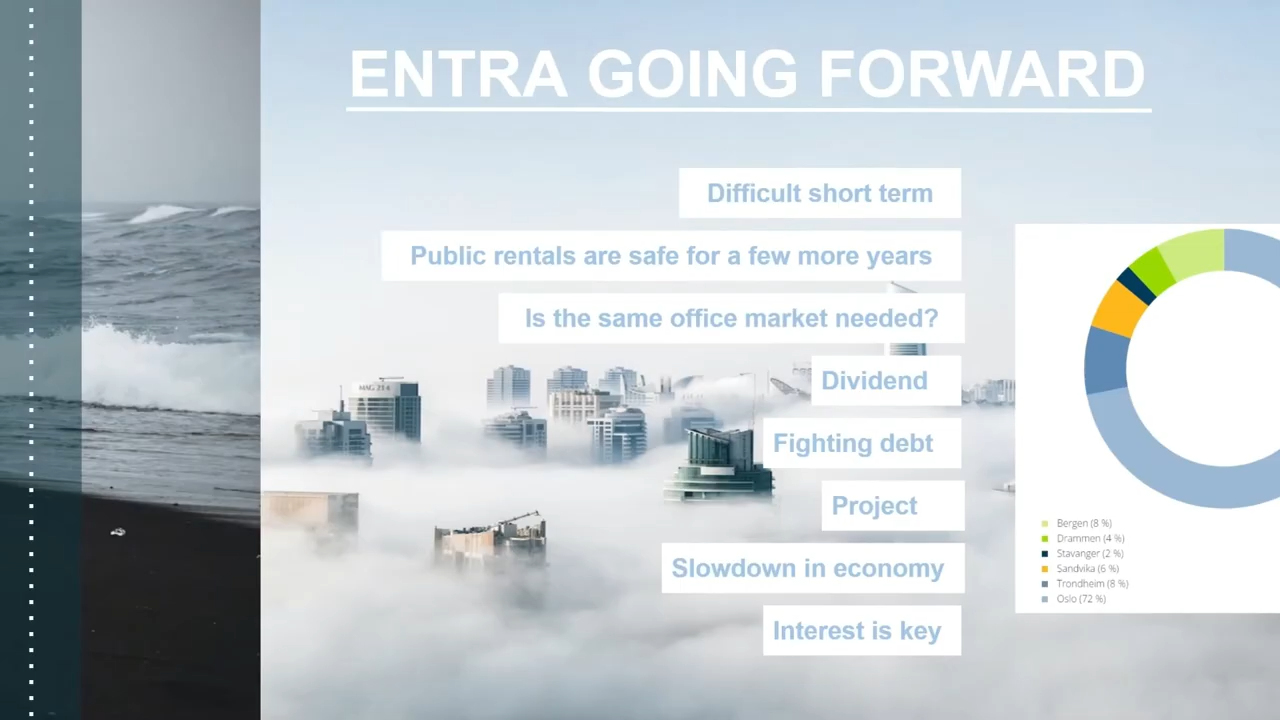 ENTRA GOING FORWARD
Difficult short term
Public rentals are safe for a few more years
Is the same office market needed?
Dividend
Fighting debt
Project
Slowdown in economy
Interest is key
Bergen (8 %)
Drammen (4 %)
Stavanger (2 %)
Sandvika (6 %)
Trondheim (8 %)
Oslo (72 %)